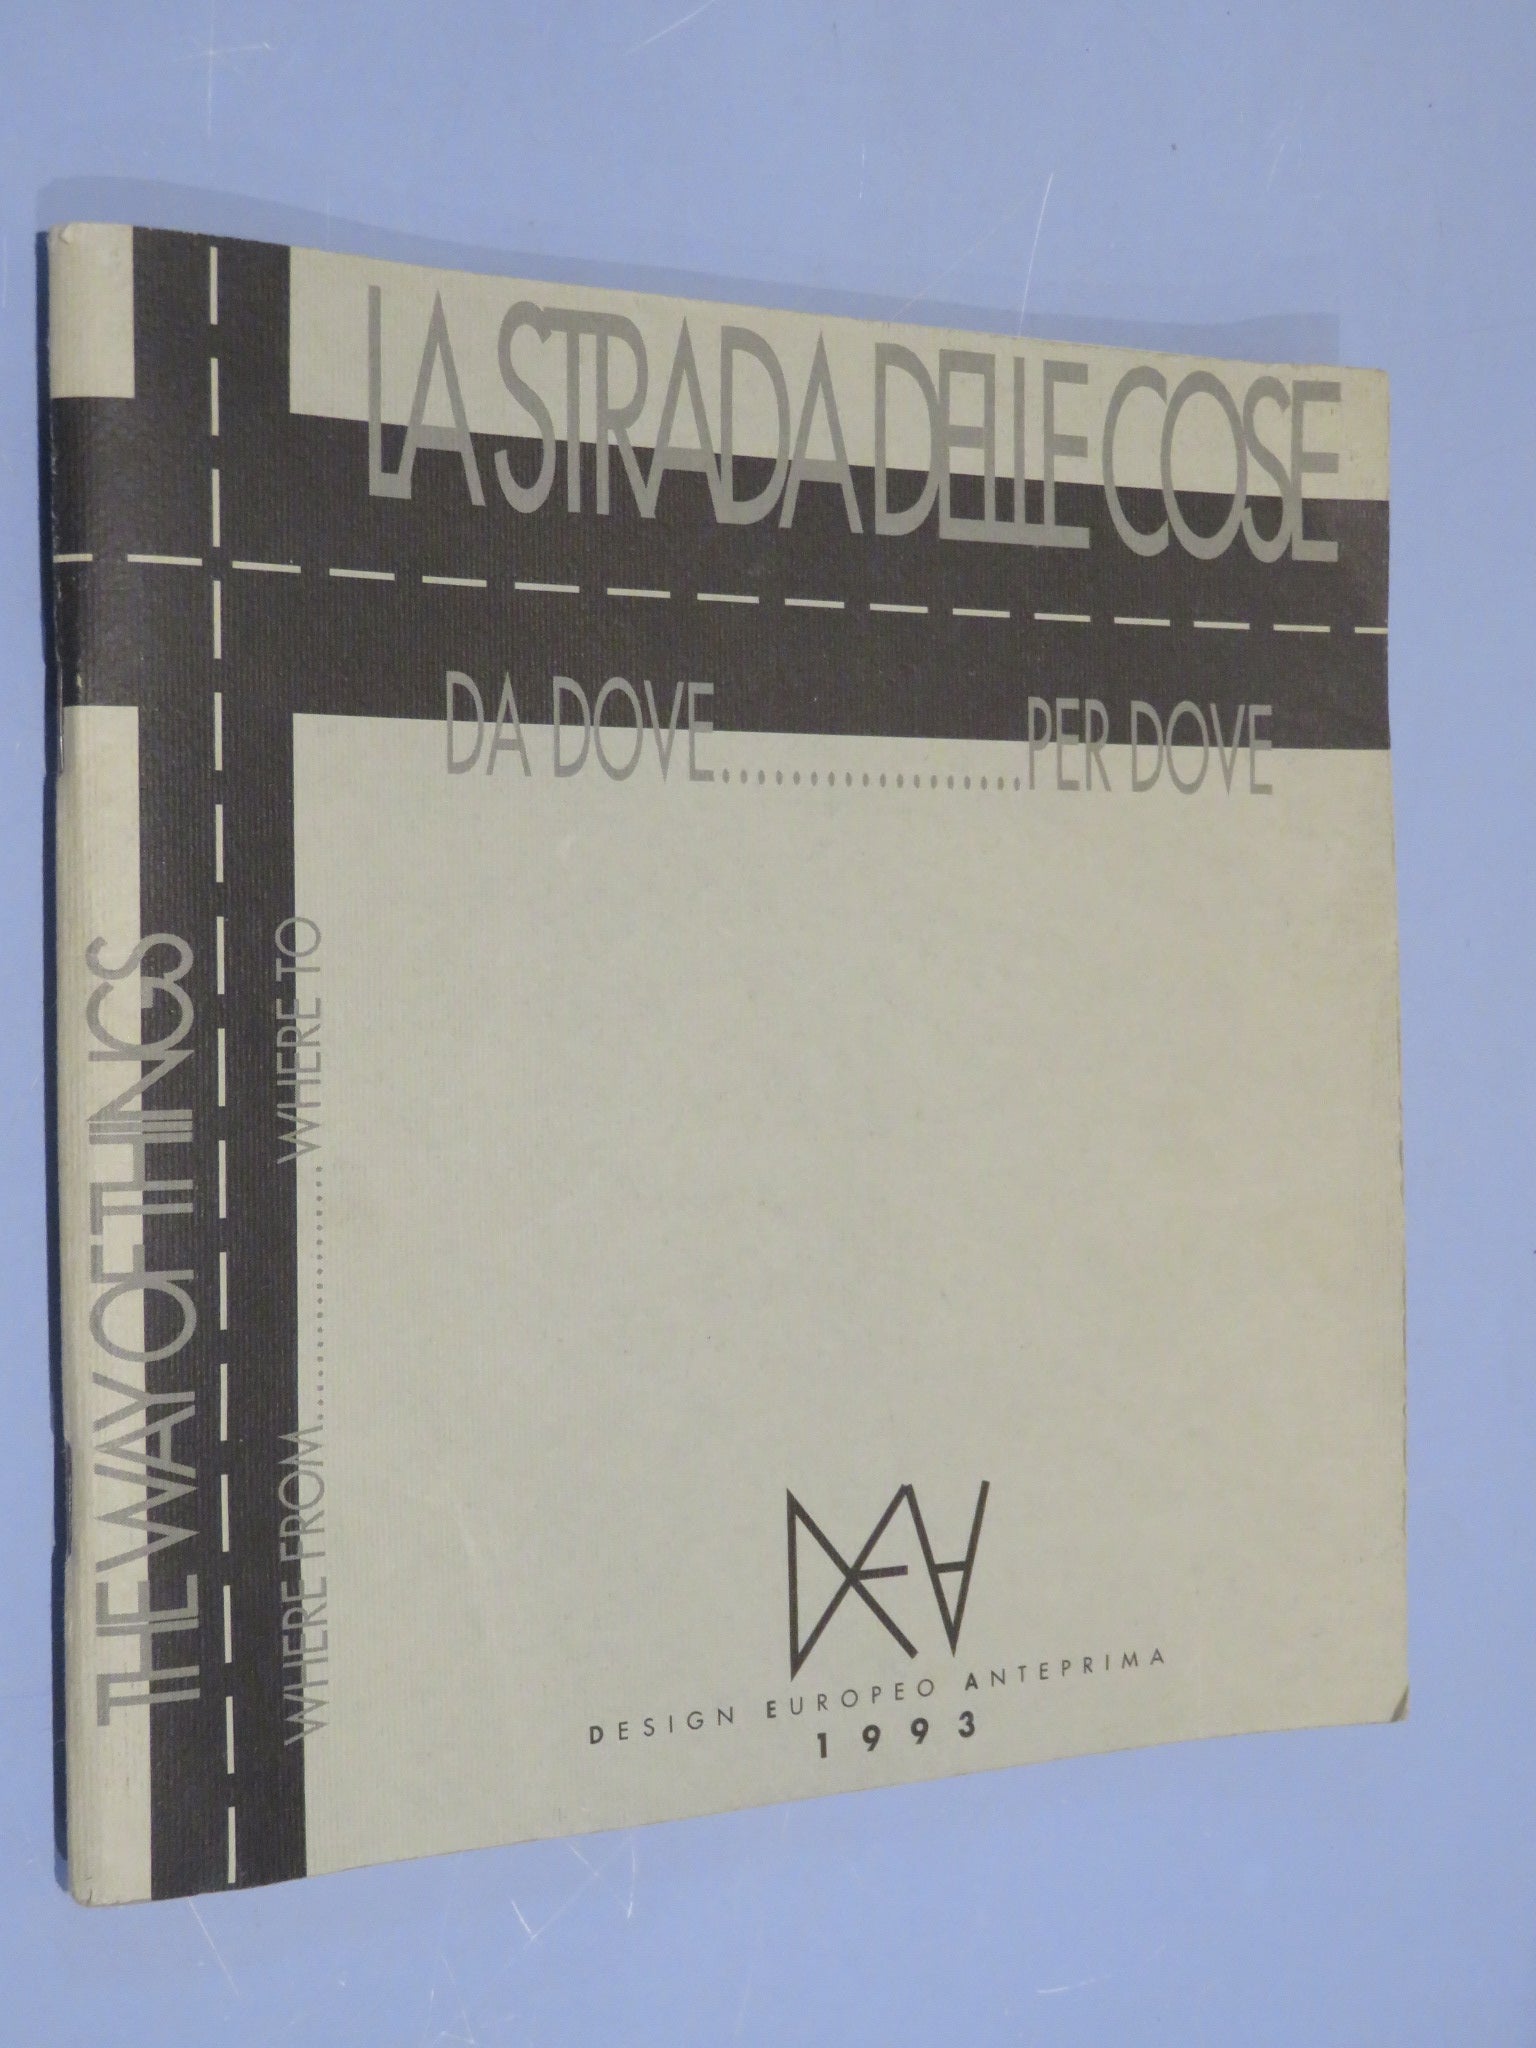 LA STRADA DELLE COSE
DA DOVE..................PER DOVE
THE WAY OF THINGS
WHERE FROM.................. WHERE TO
DEA
DESIGN EUROPEO ANTEPRIMA
1993